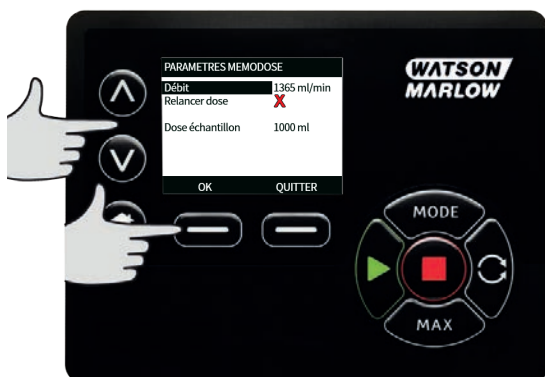 PARAMETRES MEMODOSE
Débit 1365 ml/min
Relancer dose X
Dose échantillon 1000 ml
OK QUITTER
WATSON
MARLOW
MODE
MAX